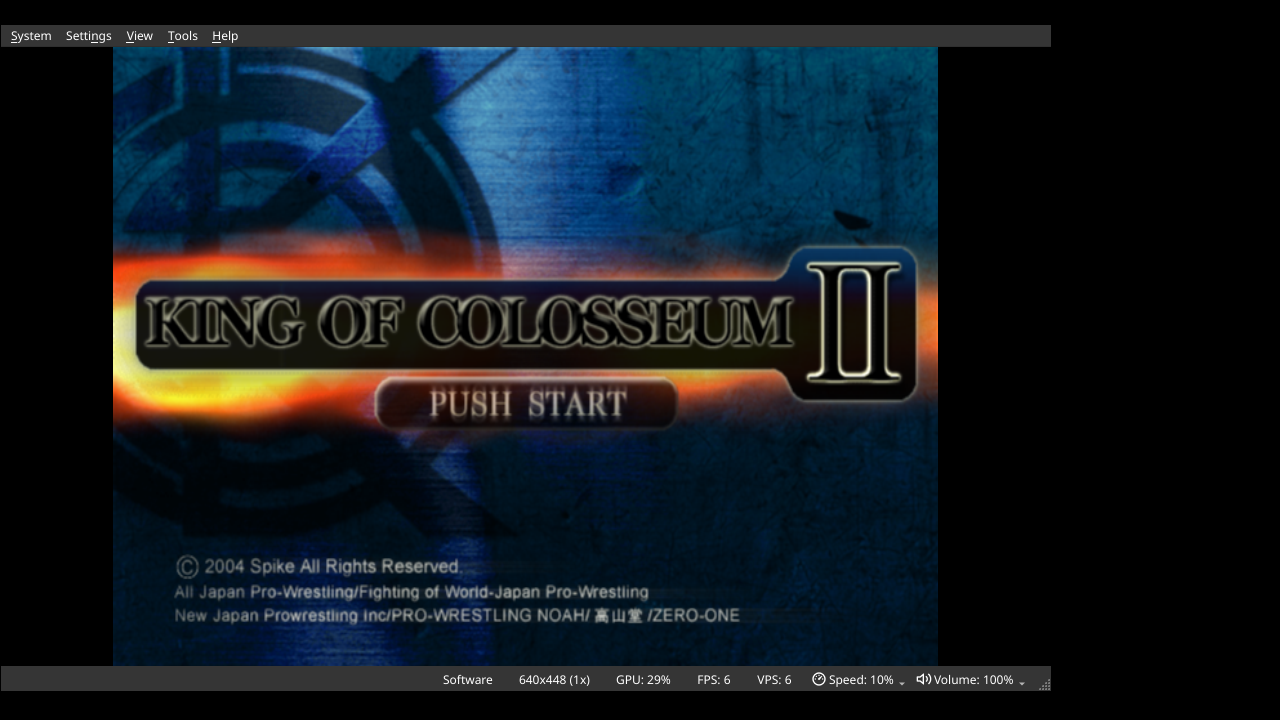 System Settings View Tools Help
KING OF COLOSSEUM II
PUSH START
Ⓒ 2004 Spike All Rights Reserved.
All Japan Pro-Wrestling/Fighting of World-Japan Pro-Wrestling
New Japan Prowrestling Inc/PRO-WRESTLING NOAH/ 高山堂 /ZERO-ONE
Software 640x448 (1x) GPU: 29% FPS: 6 VPS: 6 Speed: 10% Volume: 100%